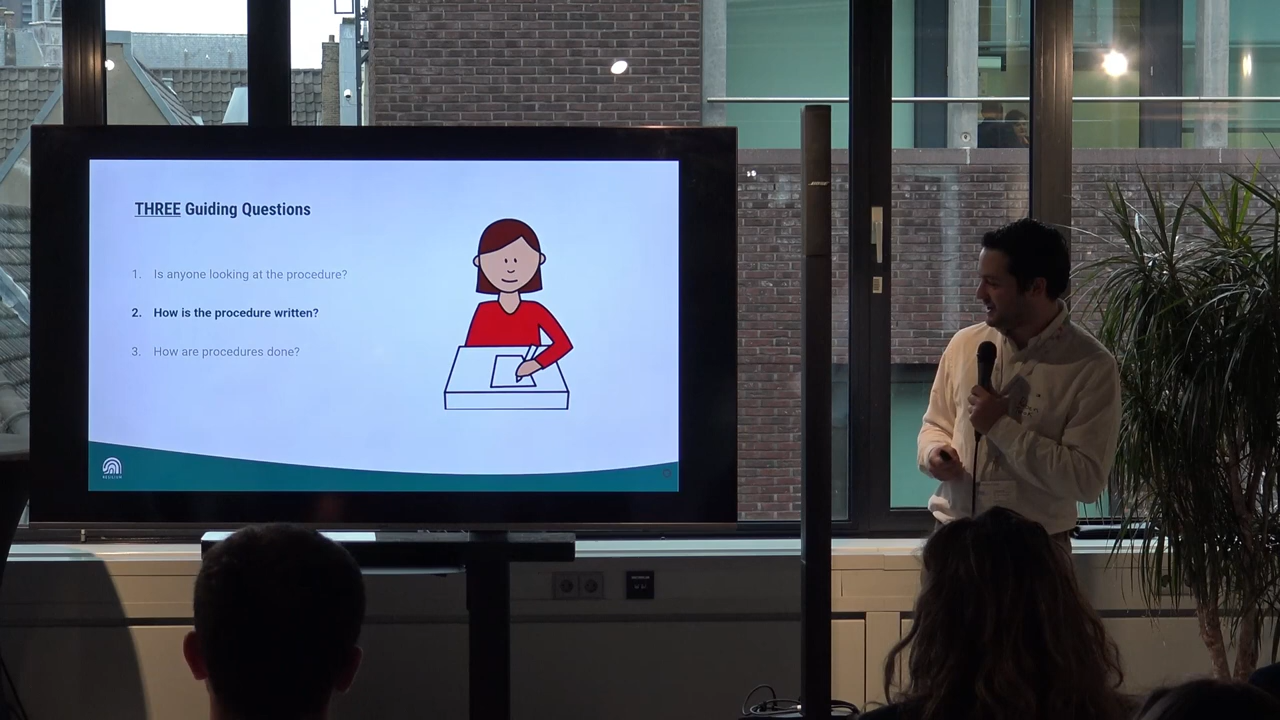 THREE Guiding Questions
1. Is anyone looking at the procedure?
2. How is the procedure written?
3. How are procedures done?
RESILION